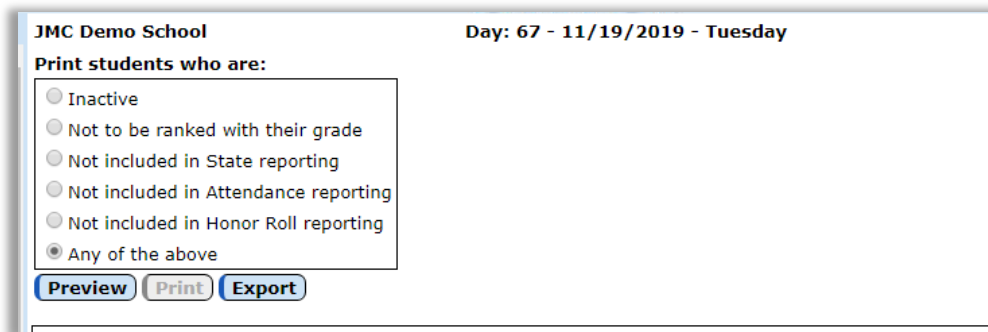 JMC Demo School Day: 67 - 11/19/2019 - Tuesday
Print students who are:
Inactive
Not to be ranked with their grade
Not included in State reporting
Not included in Attendance reporting
Not included in Honor Roll reporting
Any of the above
Preview Print Export